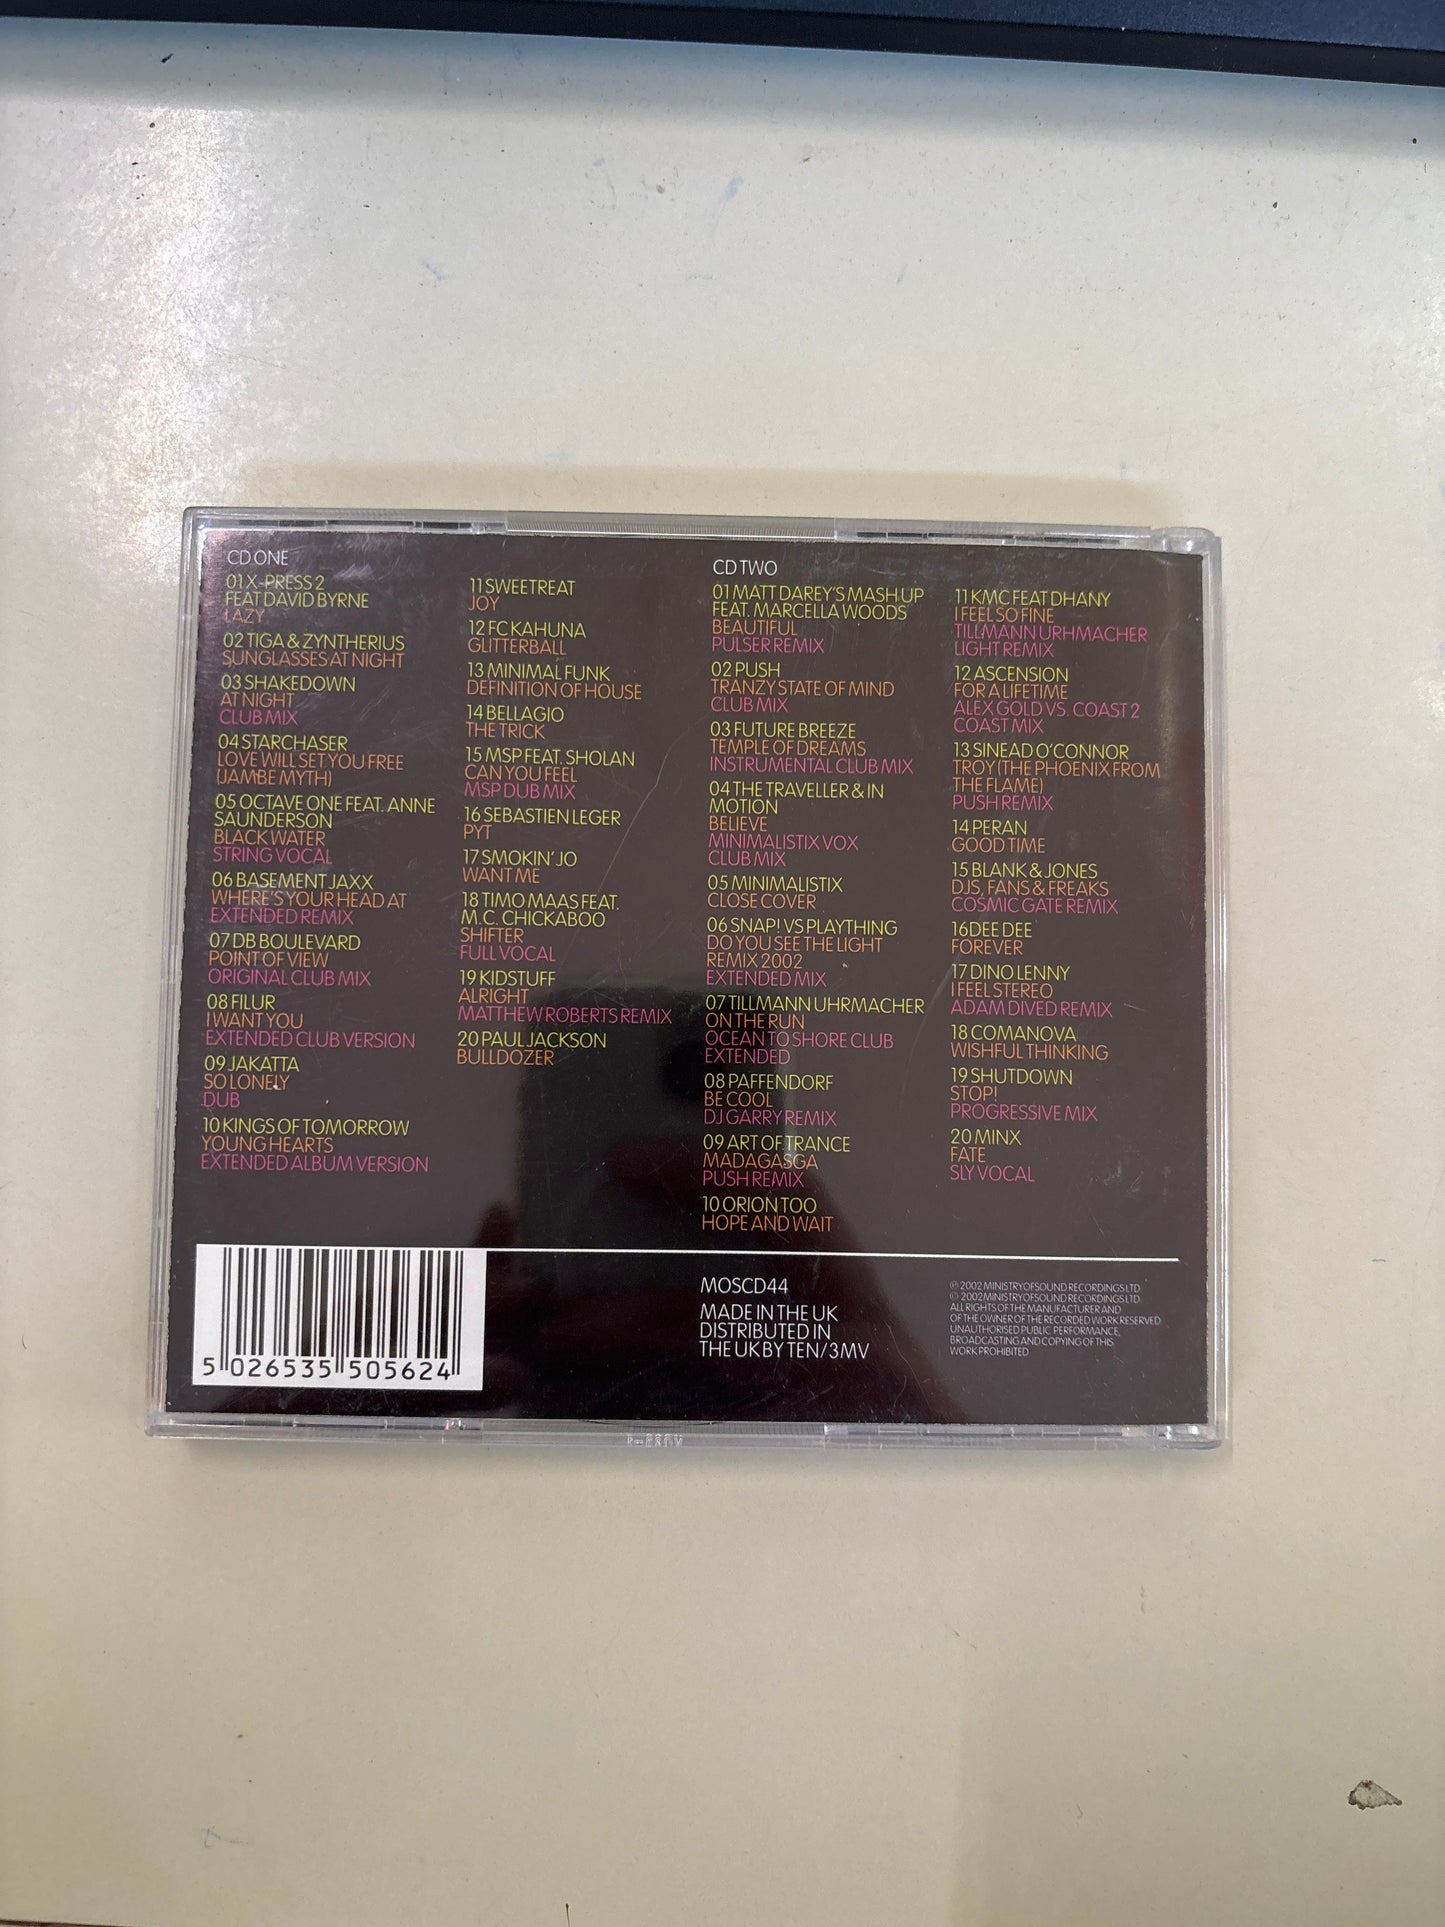 CD ONE
01 X-PRESS 2
FEAT DAVID BYRNE
LAZY
02 TIGA & ZYNTHERIUS
SUNGLASSES AT NIGHT
03 SHAKEDOWN
AT NIGHT
CLUB MIX
04 STARCHASER
LOVE WILL SET YOU FREE
(JAMBE MYTH)
05 OCTAVE ONE FEAT. ANNE
SAUNDERSON
BLACK WATER
STRING VOCAL
06 BASEMENT JAXX
WHERE'S YOUR HEAD AT
EXTENDED REMIX
07 DB BOULEVARD
POINT OF VIEW
ORIGINAL CLUB MIX
08 FILUR
I WANT YOU
EXTENDED CLUB VERSION
09 JAKATTA
SO LONELY
DUB
10 KINGS OF TOMORROW
YOUNG HEARTS
EXTENDED ALBUM VERSION
11 SWEETREAT
JOY
12 FC KAHUNA
GLITTERBALL
13 MINIMAL FUNK
DEFINITION OF HOUSE
14 BELLAGIO
THE TRICK
15 MSP FEAT. SHOLAN
CAN YOU FEEL
MSP DUB MIX
16 SEBASTIEN LEGER
PYT
17 SMOKIN' JO
WANT ME
18 TIMO MAAS FEAT.
M.C. CHICKABOO
SHIFTER
FULL VOCAL
19 KIDSTUFF
ALRIGHT
MATTHEW ROBERTS REMIX
20 PAUL JACKSON
BULLDOZER
CD TWO
01 MATT DAREY'S MASH UP
FEAT. MARCELLA WOODS
BEAUTIFUL
PULSER REMIX
02 PUSH
TRANZY STATE OF MIND
CLUB MIX
03 FUTURE BREEZE
TEMPLE OF DREAMS
INSTRUMENTAL CLUB MIX
04 THE TRAVELLER & IN
MOTION
BELIEVE
MINIMALISTIX VOX
CLUB MIX
05 MINIMALISTIX
CLOSE COVER
06 SNAP! VS PLAYTHING
DO YOU SEE THE LIGHT
REMIX 2002
EXTENDED MIX
07 TILLMANN UHRMACHER
ON THE RUN
OCEAN TO SHORE CLUB
EXTENDED
08 PAFFENDORF
BE COOL
DJ GARRY REMIX
09 ART OF TRANCE
MADAGASGA
PUSH REMIX
10 ORION TOO
HOPE AND WAIT
11 KMC FEAT DHANY
I FEEL SO FINE
TILLMANN URHMACHER
LIGHT REMIX
12 ASCENSION
FOR A LIFETIME
ALEX GOLD VS. COAST 2
COAST MIX
13 SINEAD O'CONNOR
TROY (THE PHOENIX FROM
THE FLAME)
PUSH REMIX
14 PERAN
GOOD TIME
15 BLANK & JONES
DJS, FANS & FREAKS
COSMIC GATE REMIX
16 DEE DEE
FOREVER
17 DINO LENNY
I FEEL STEREO
ADAM DIVED REMIX
18 COMANOVA
WISHFUL THINKING
19 SHUTDOWN
STOP!
PROGRESSIVE MIX
20 MINX
FATE
SLY VOCAL
5 026535 505624
MOSCD44
MADE IN THE UK
DISTRIBUTED IN
THE UK BY TEN/3MV
℗ 2002 MINISTRY OF SOUND RECORDINGS LTD
© 2002 MINISTRY OF SOUND RECORDINGS LTD
ALL RIGHTS OF THE MANUFACTURER AND
OF THE OWNER OF THE RECORDED WORK RESERVED
UNAUTHORISED PUBLIC PERFORMANCE,
BROADCASTING AND COPYING OF THIS
WORK PROHIBITED